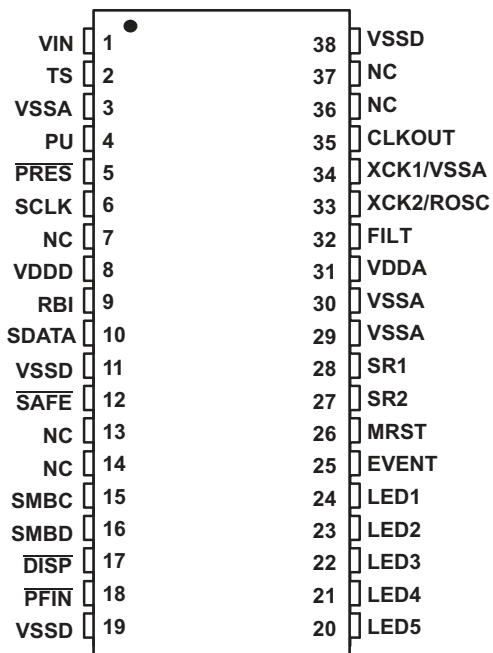 VIN 1 38 VSSD
TS 2 37 NC
VSSA 3 36 NC
PU 4 35 CLKOUT
PRES 5 34 XCK1/VSSA
SCLK 6 33 XCK2/ROSC
NC 7 32 FILT
VDDD 8 31 VDDA
RBI 9 30 VSSA
SDATA 10 29 VSSA
VSSD 11 28 SR1
SAFE 12 27 SR2
NC 13 26 MRST
NC 14 25 EVENT
SMBC 15 24 LED1
SMBD 16 23 LED2
DISP 17 22 LED3
PFIN 18 21 LED4
VSSD 19 20 LED5